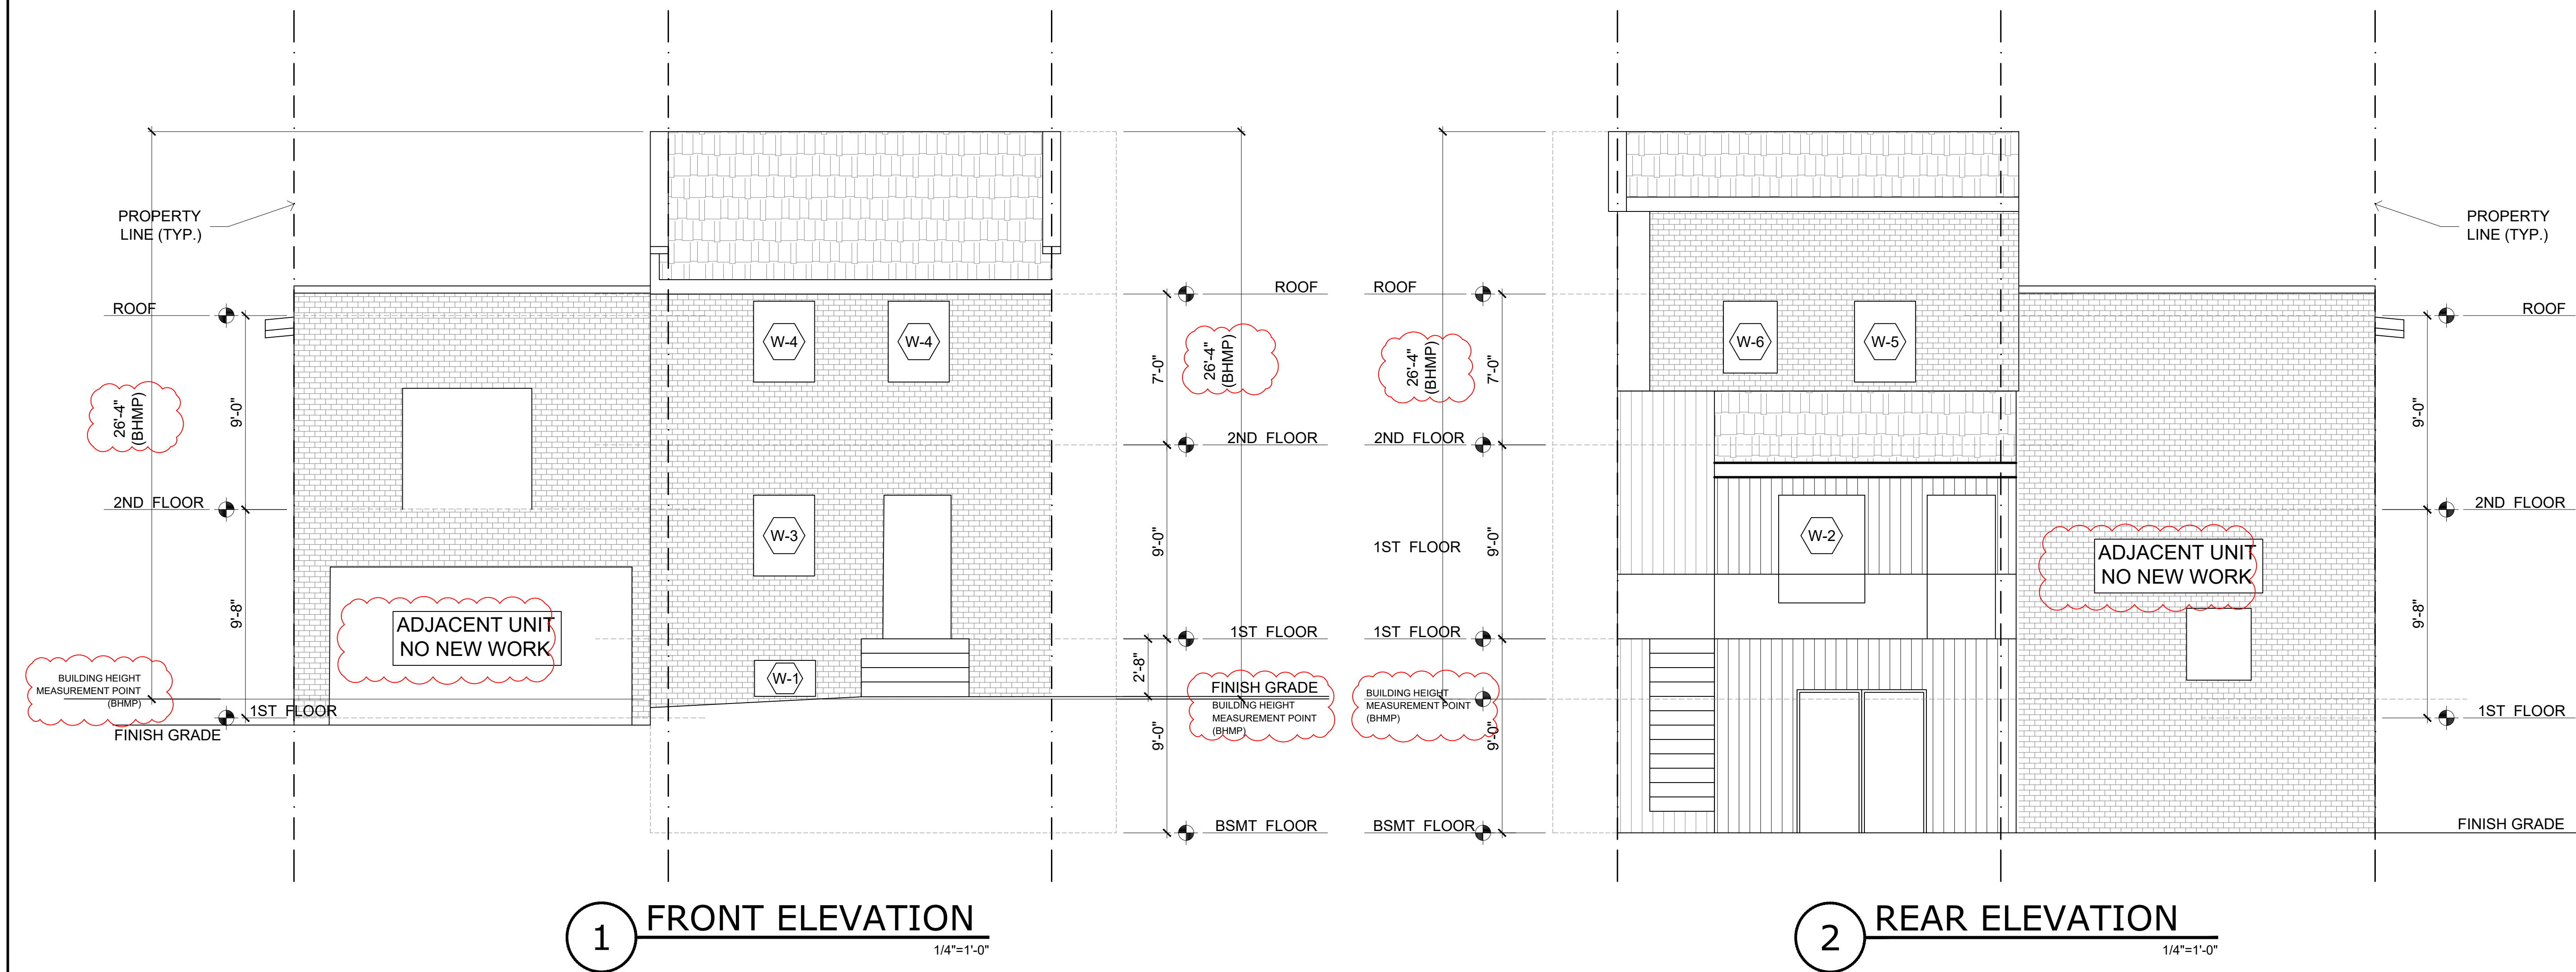 PROPERTY
LINE (TYP.)
ROOF
26'-4"
(BHMP)
9'-0"
2ND FLOOR
9'-8"
BUILDING HEIGHT
MEASUREMENT POINT
(BHMP)
1ST FLOOR
FINISH GRADE
ADJACENT UNIT
NO NEW WORK
W-4
W-4
W-3
W-1
ROOF
7'-0"
26'-4"
(BHMP)
2ND FLOOR
9'-0"
1ST FLOOR
2'-8"
FINISH GRADE
BUILDING HEIGHT
MEASUREMENT POINT
(BHMP)
9'-0"
BSMT FLOOR
1
FRONT ELEVATION
1/4"=1'-0"
ROOF
26'-4"
(BHMP)
7'-0"
2ND FLOOR
1ST FLOOR
9'-0"
1ST FLOOR
BUILDING HEIGHT
MEASUREMENT POINT
(BHMP)
9'-0"
BSMT FLOOR
W-6
W-5
W-2
ADJACENT UNIT
NO NEW WORK
PROPERTY
LINE (TYP.)
ROOF
9'-0"
2ND FLOOR
9'-8"
1ST FLOOR
FINISH GRADE
2
REAR ELEVATION
1/4"=1'-0"